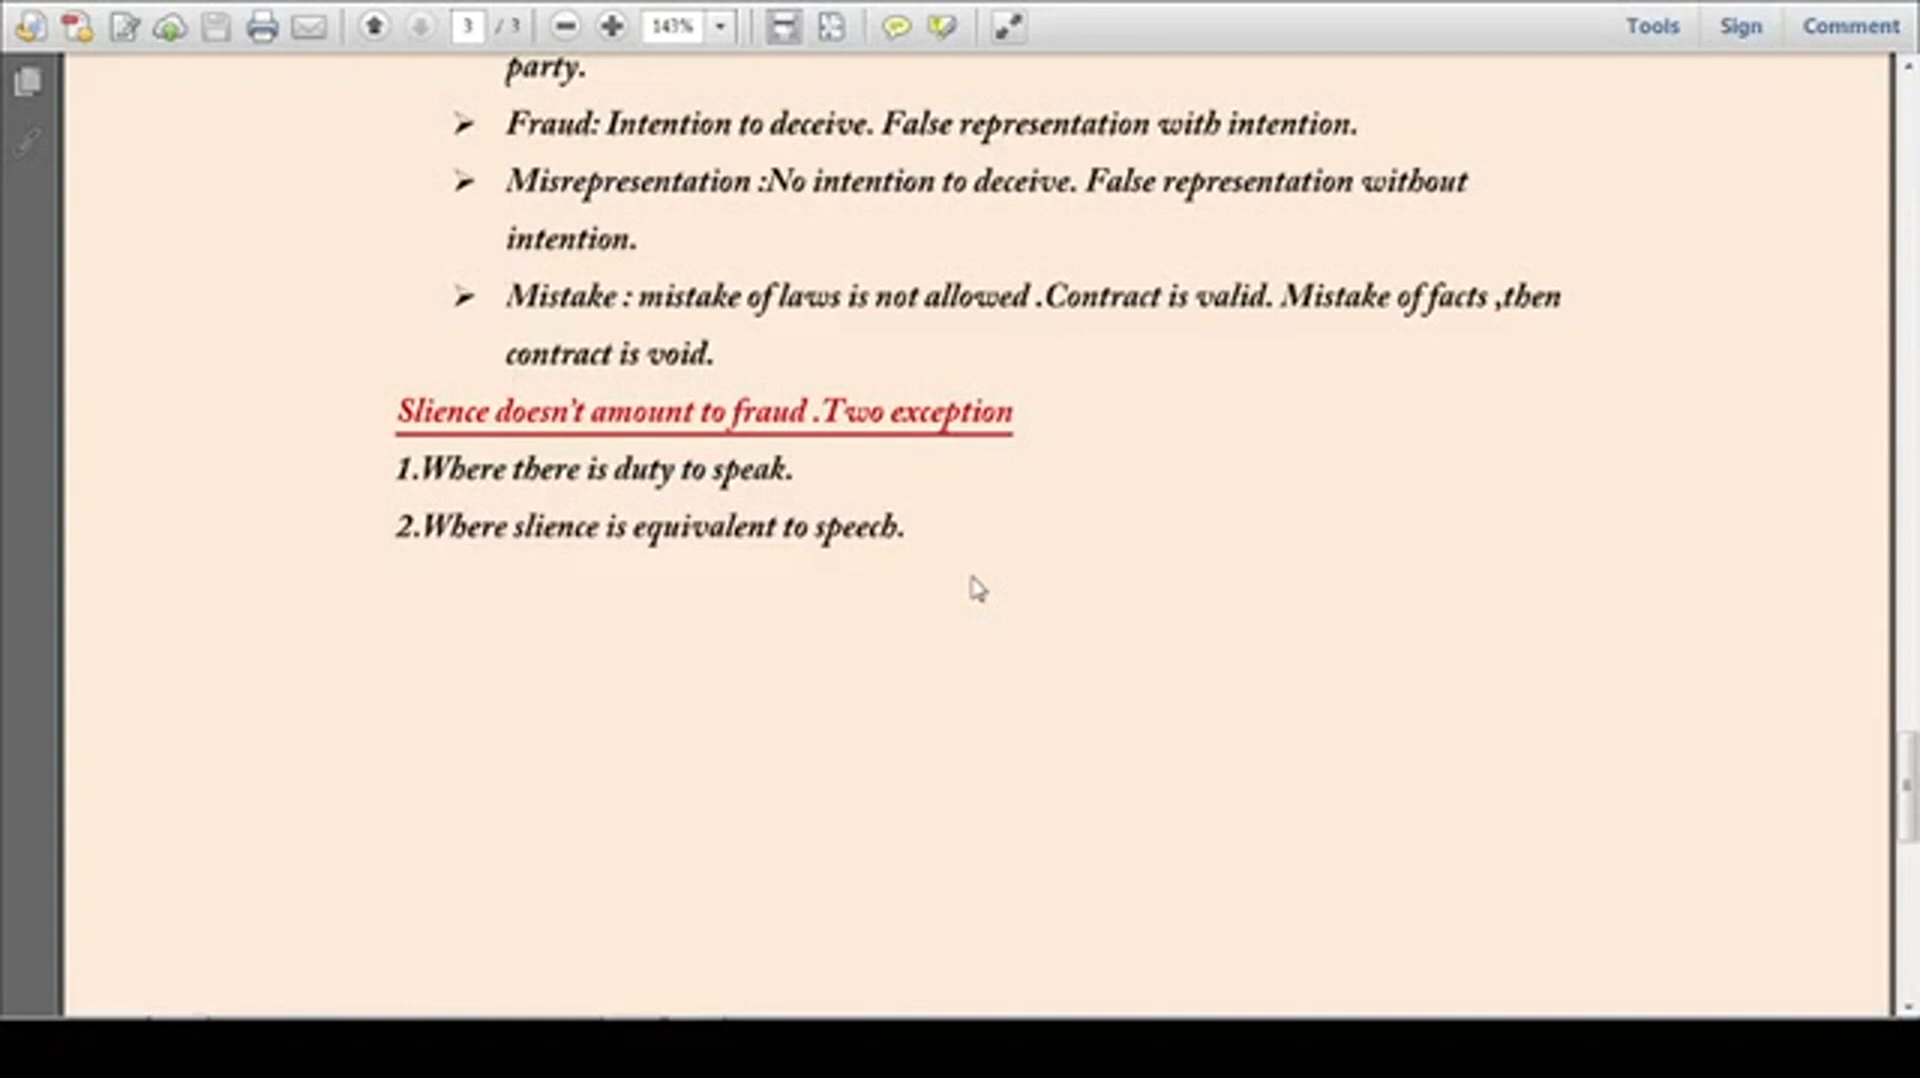 3 / 3 143% Tools Sign Comment
party.
➢ Fraud: Intention to deceive. False representation with intention.
➢ Misrepresentation :No intention to deceive. False representation without
intention.
➢ Mistake : mistake of laws is not allowed .Contract is valid. Mistake of facts ,then
contract is void.
Slience doesn't amount to fraud .Two exception
1.Where there is duty to speak.
2.Where slience is equivalent to speech.